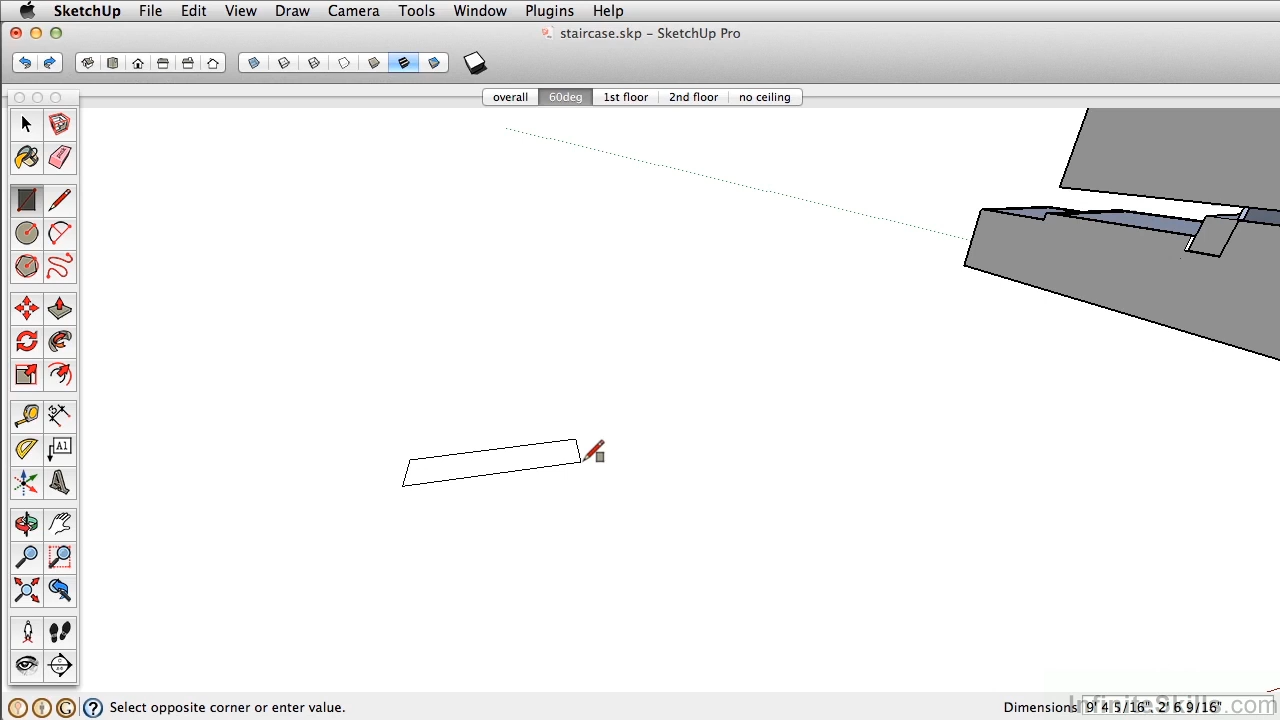 SketchUp File Edit View Draw Camera Tools Window Plugins Help
staircase.skp – SketchUp Pro
overall 60deg 1st floor 2nd floor no ceiling
A1
Select opposite corner or enter value.
Dimensions 9' 4 5/16", 2' 6 9/16"
InfiniteSkills.com